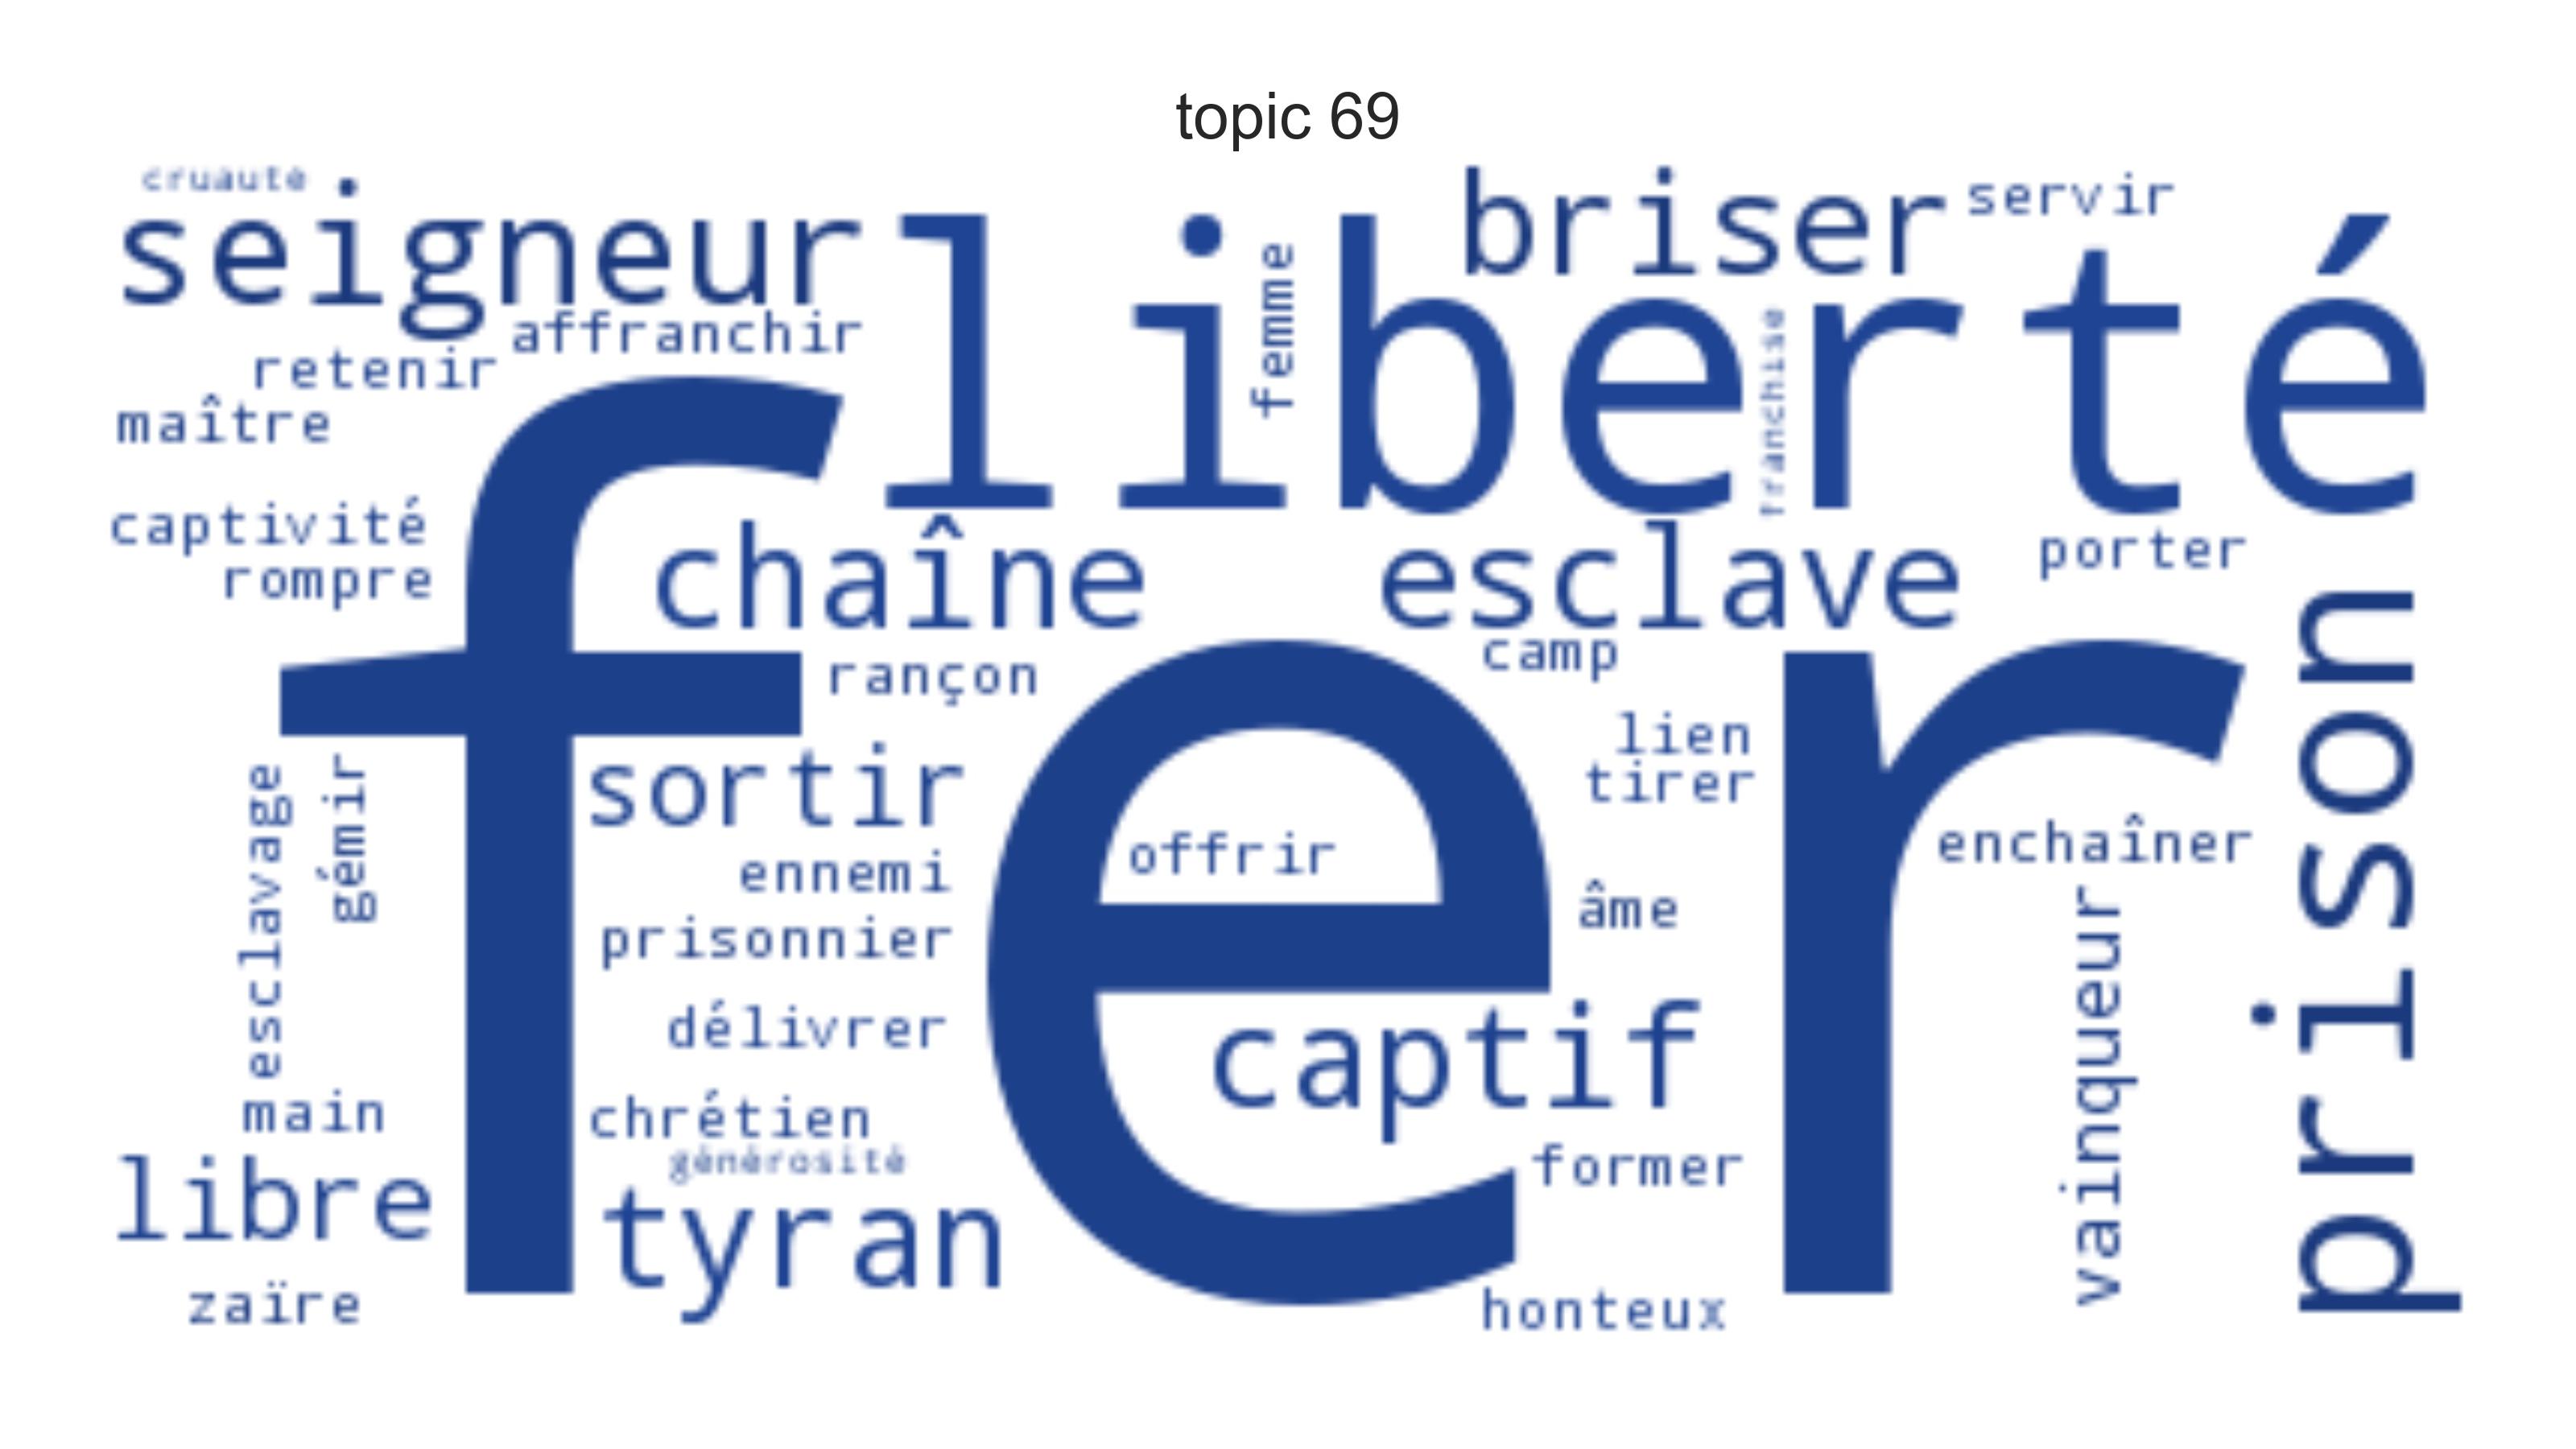 topic 69
cruauté
seigneur
briser
servir
liberté
femme
affranchir
franchise
retenir
maître
captivité
rompre
chaîne
esclave
porter
fer
prison
rançon
camp
lien
tirer
sortir
esclavage
gémir
offrir
enchaîner
ennemi
âme
prisonnier
vainqueur
délivrer
captif
main
chrétien
générosité
former
libre
tyran
zaïre
honteux